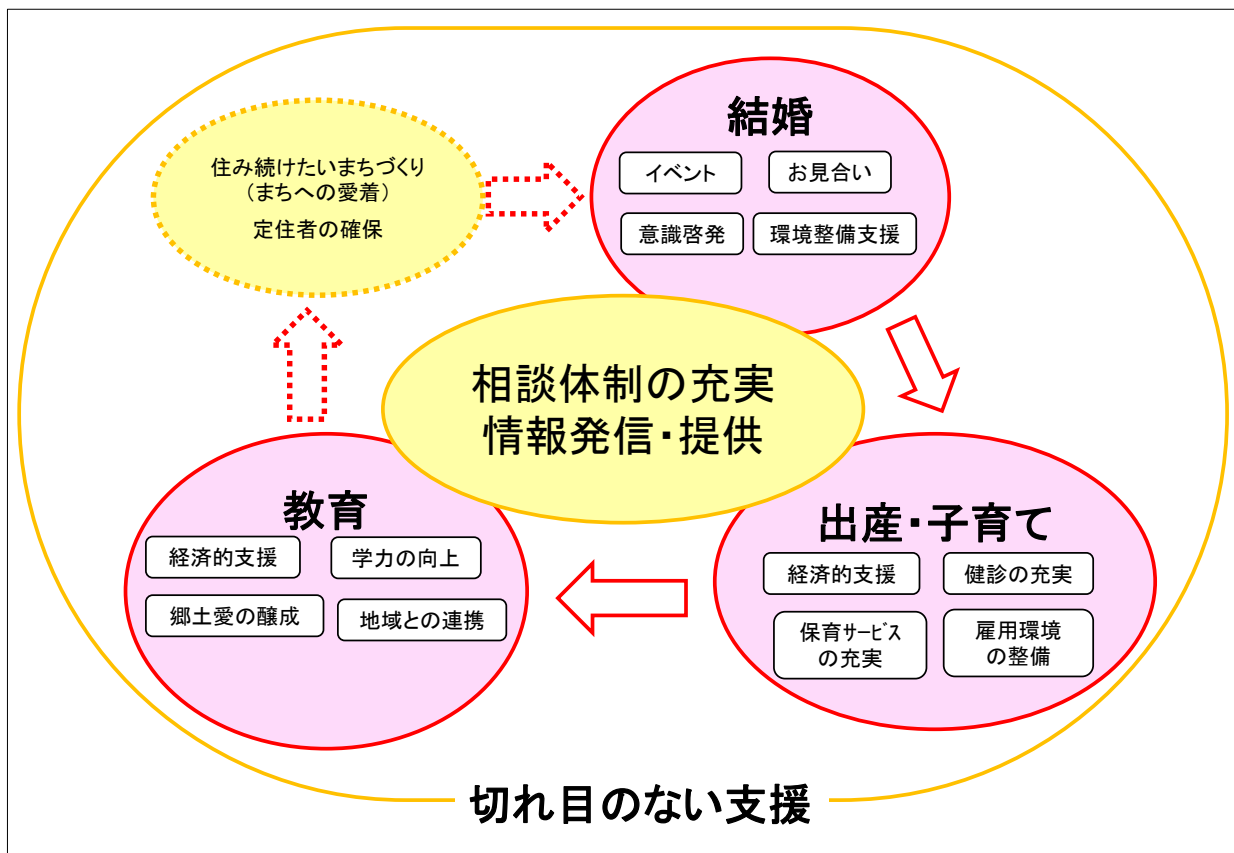 結婚
イベント
お見合い
意識啓発
環境整備支援
住み続けたいまちづくり
（まちへの愛着）
定住者の確保
相談体制の充実
情報発信・提供
出産・子育て
経済的支援
健診の充実
保育ｻｰﾋﾞｽ
の充実
雇用環境
の整備
教育
経済的支援
学力の向上
郷土愛の醸成
地域との連携
切れ目のない支援